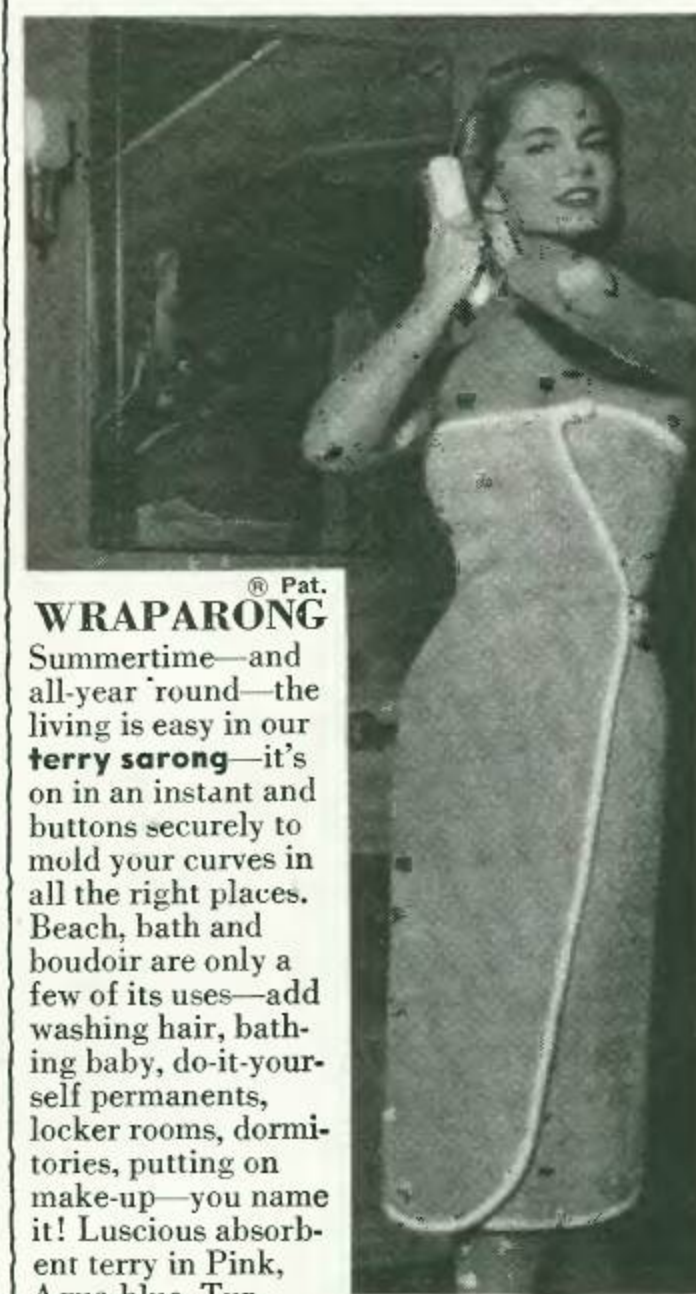 ® Pat.
WRAPARONG
Summertime—and
all-year 'round—the
living is easy in our
terry sarong—it's
on in an instant and
buttons securely to
mold your curves in
all the right places.
Beach, bath and
boudoir are only a
few of its uses—add
washing hair, bath-
ing baby, do-it-your-
self permanents,
locker rooms, dormi-
tories, putting on
make-up—you name
it! Luscious absorb-
ent terry in Pink,
Aqua blue, Tur-